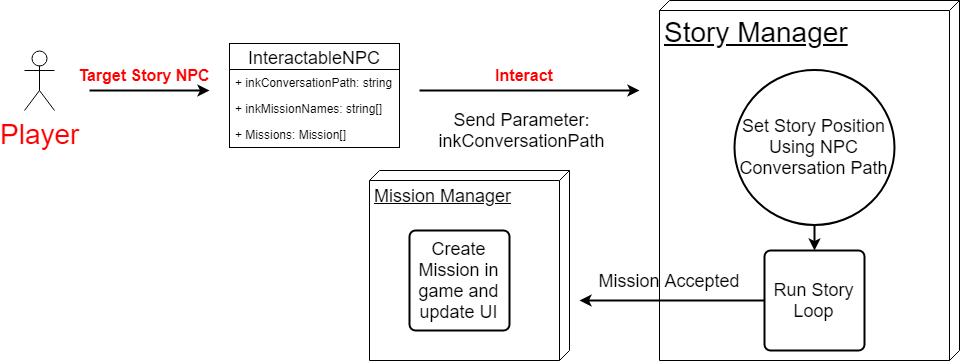 Player
Target Story NPC
InteractableNPC
+ inkConversationPath: string
+ inkMissionNames: string[]
+ Missions: Mission[]
Interact
Send Parameter:
inkConversationPath
Story Manager
Set Story Position
Using NPC
Conversation Path
Run Story
Loop
Mission Accepted
Mission Manager
Create
Mission in
game and
update UI